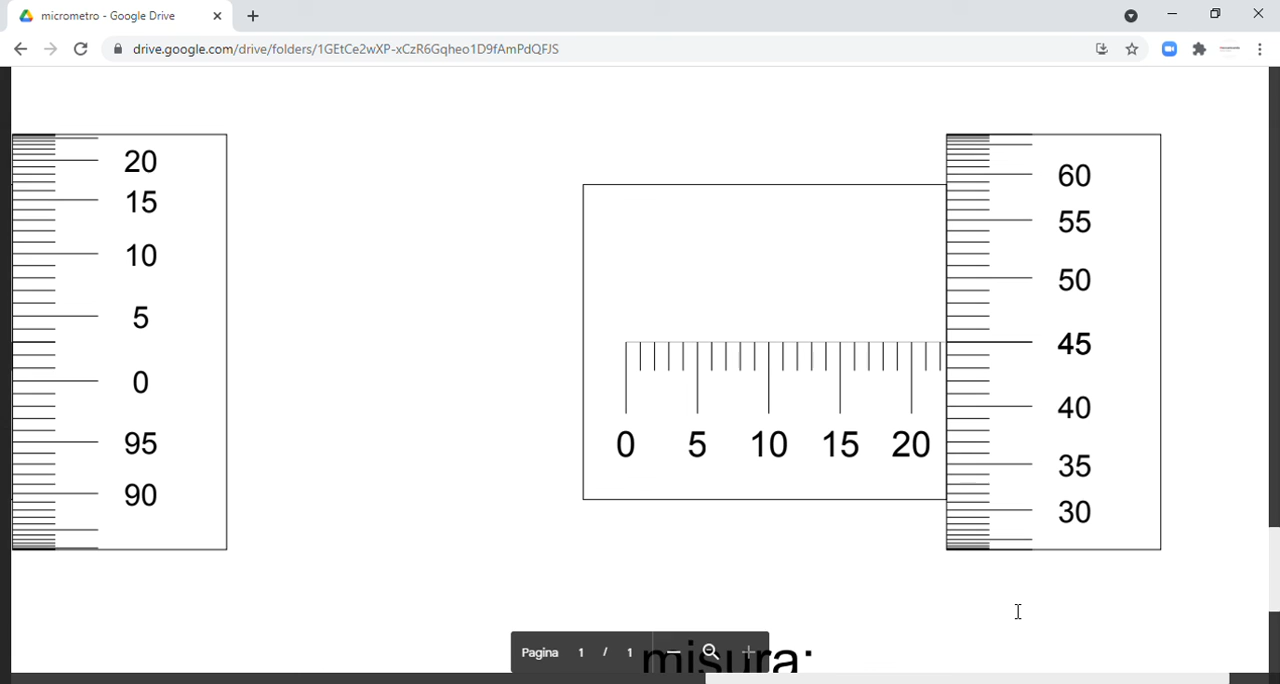 micrometro - Google Drive
drive.google.com/drive/folders/1GEtCe2wXP-xCzR6Gqheo1D9fAmPdQFJS
20
15
10
5
0
95
90
0 5 10 15 20
60
55
50
45
40
35
30
Pagina 1 / 1
misura: